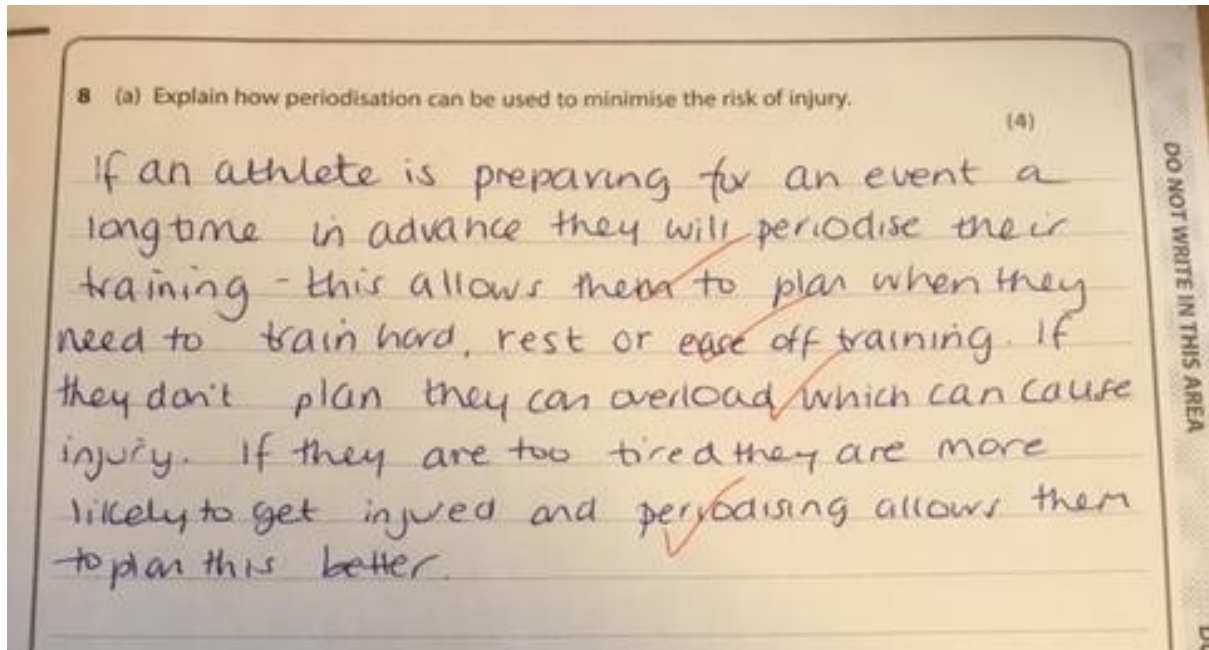 8 (a) Explain how periodisation can be used to minimise the risk of injury.
(4)
If an athlete is preparing for an event a
long time in advance they will periodise their
training - this allows them to plan when they
need to train hard, rest or ease off training. If
they don't plan they can overload which can cause
injury. If they are too tired they are more
likely to get injured and periodising allows them
to plan this better.
DO NOT WRITE IN THIS AREA